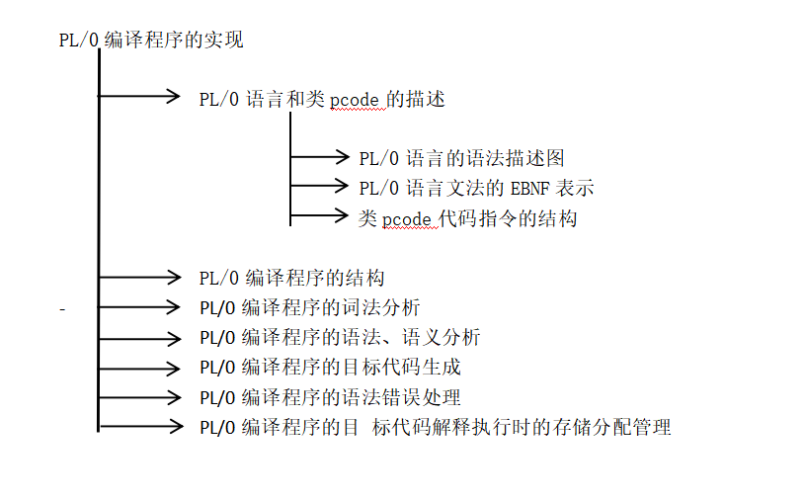 PL/0 编译程序的实现
PL/0 语言和类 pcode 的描述
PL/0 语言的语法描述图
PL/0 语言文法的 EBNF 表示
类 pcode 代码指令的结构
PL/0 编译程序的结构
PL/0 编译程序的词法分析
PL/0 编译程序的语法、语义分析
PL/0 编译程序的目标代码生成
PL/0 编译程序的语法错误处理
PL/0 编译程序的目 标代码解释执行时的存储分配管理